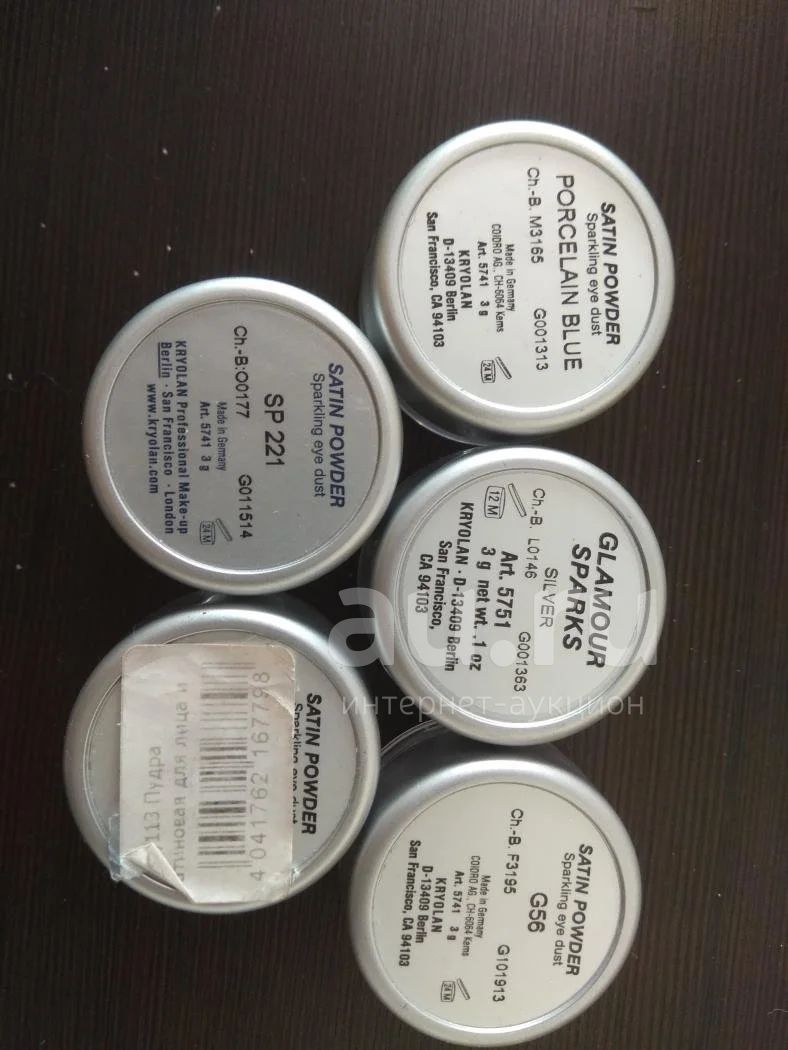 SATIN POWDER
Sparkling eye dust
PORCELAIN BLUE
Ch.-B. M3165 G001313
Made in Germany
COIDRO AG., CH-6064 Kerns
Art. 5741 3 g
KRYOLAN
D-13409 Berlin
San Francisco, CA 94103
24 M
SATIN POWDER
Sparkling eye dust
SP 221
Ch.-B:O0177 G011514
Made in Germany
Art. 5741 3 g
KRYOLAN Professional Make-up
Berlin · San Francisco · London
www.kryolan.com
24 M
GLAMOUR
SPARKS
SILVER
Ch.-B. L0146 G001363
12 M
Art. 5751
3 g net wt. .1 oz
KRYOLAN · D-13409 Berlin
San Francisco,
CA 94103
SATIN POWDER
Sparkling eye dust
4 041762 167798
113 Пудра
для лица и
SATIN POWDER
Sparkling eye dust
G56
Ch.-B. F3195 G101913
Made in Germany
COIDRO AG., CH-6064 Kerns
Art. 5741 3 g
KRYOLAN
D-13409 Berlin
San Francisco, CA 94103
24 M
au.ru
интернет-аукцион